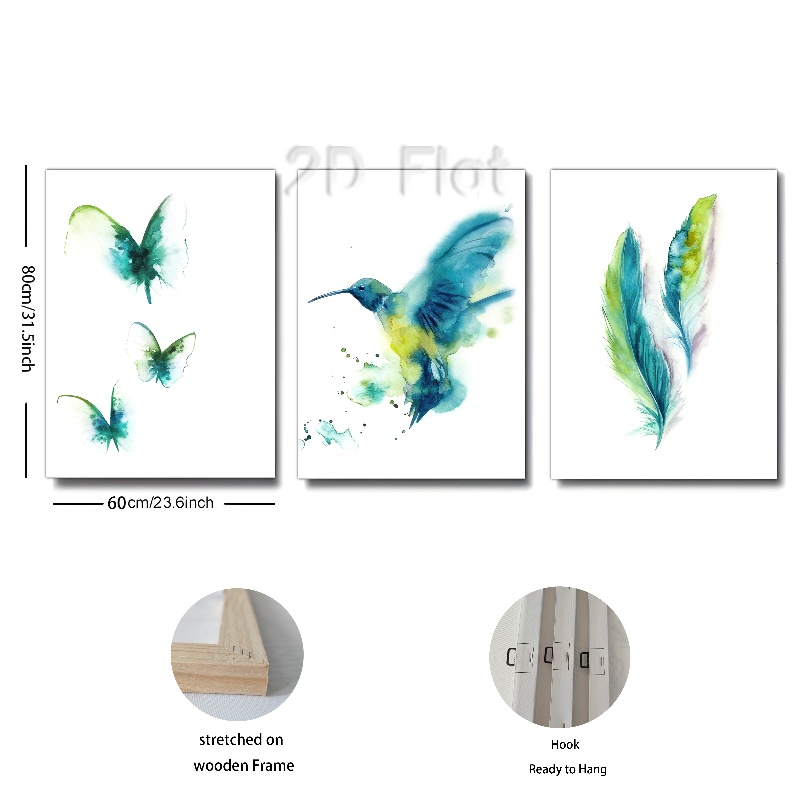 2D Flat
80cm/31.5inch
60cm/23.6inch
stretched on
wooden Frame
Hook
Ready to Hang